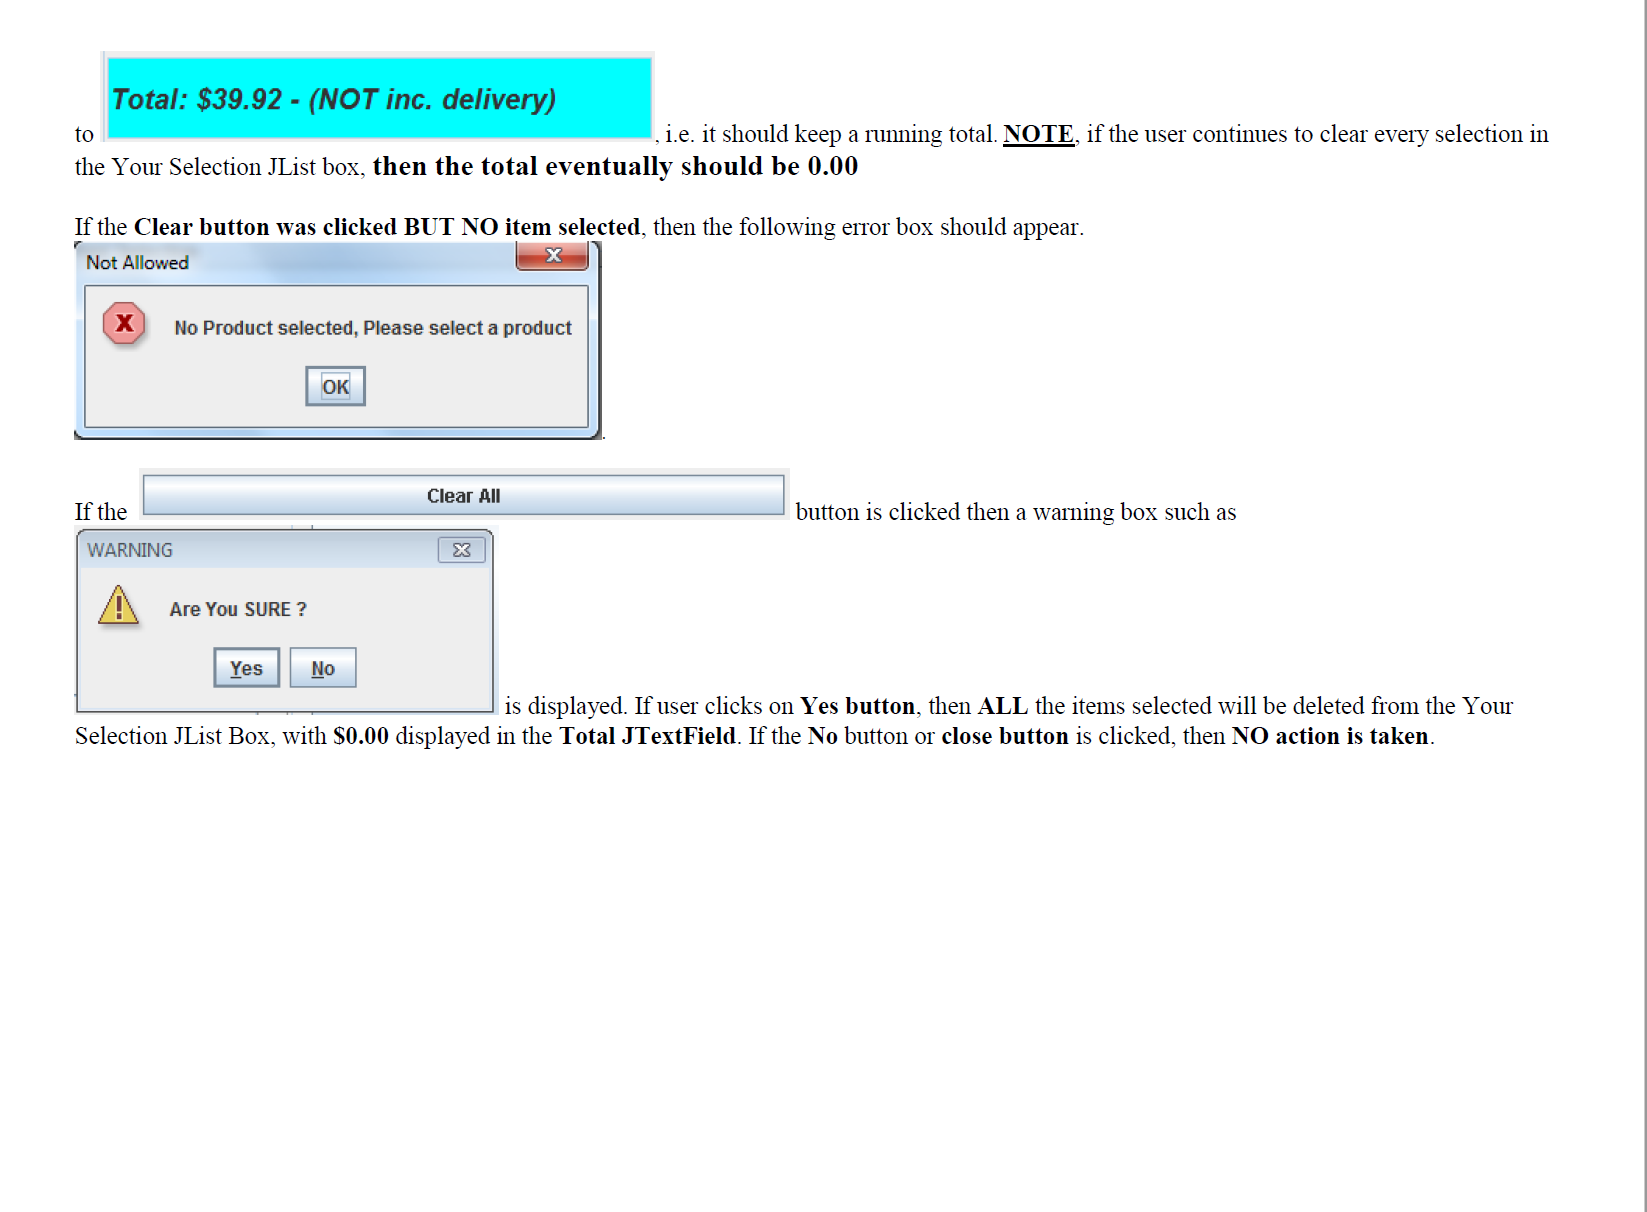 Total: $39.92 - (NOT inc. delivery)
to , i.e. it should keep a running total. NOTE, if the user continues to clear every selection in
the Your Selection JList box, then the total eventually should be 0.00
If the Clear button was clicked BUT NO item selected, then the following error box should appear.
Not Allowed
X
No Product selected, Please select a product
OK
.
Clear All
If the button is clicked then a warning box such as
WARNING
Are You SURE ?
Yes No
is displayed. If user clicks on Yes button, then ALL the items selected will be deleted from the Your
Selection JList Box, with $0.00 displayed in the Total JTextField. If the No button or close button is clicked, then NO action is taken.